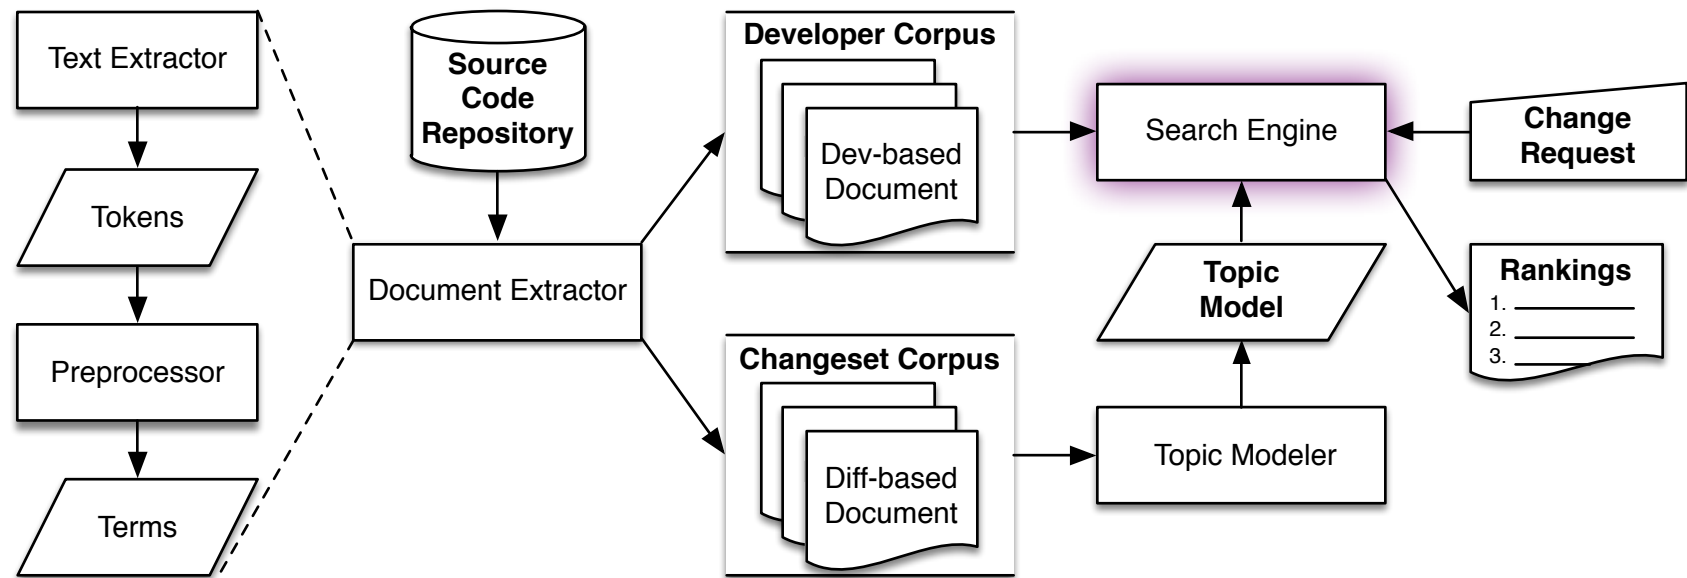 Text Extractor
Tokens
Preprocessor
Terms
Source
Code
Repository
Document Extractor
Developer Corpus
Dev-based
Document
Changeset Corpus
Diff-based
Document
Search Engine
Topic
Model
Topic Modeler
Change
Request
Rankings
1.
2.
3.